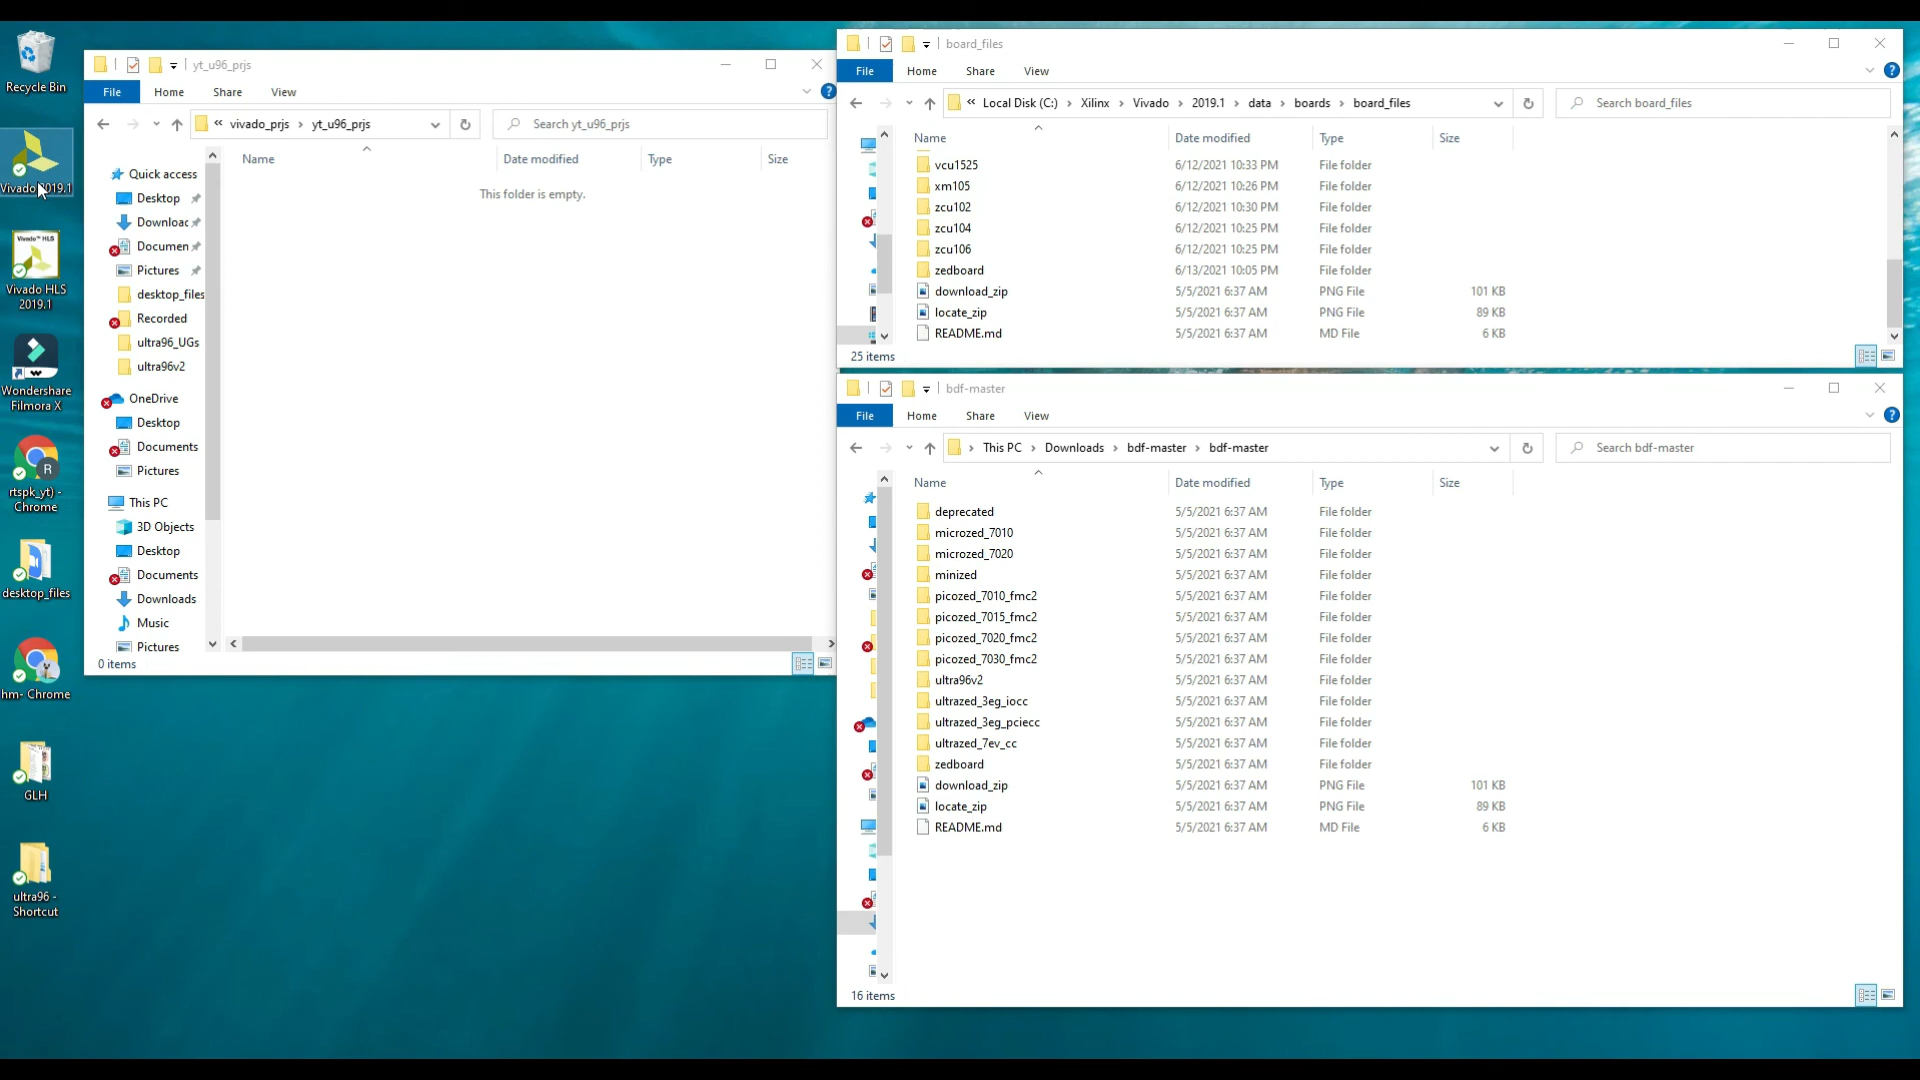 Recycle Bin
Vivado 2019.1
Vivado™ HLS
Vivado HLS
2019.1
Wondershare
Filmora X
R
rtspk_yt) -
Chrome
desktop_files
hm- Chrome
GLH
ultra96 -
Shortcut
yt_u96_prjs
File Home Share View
« vivado_prjs › yt_u96_prjs
Search yt_u96_prjs
Name Date modified Type Size
This folder is empty.
Quick access
Desktop
Downloac
Documen
Pictures
desktop_files
Recorded
ultra96_UGs
ultra96v2
OneDrive
Desktop
Documents
Pictures
This PC
3D Objects
Desktop
Documents
Downloads
Music
Pictures
0 items
board_files
File Home Share View
« Local Disk (C:) › Xilinx › Vivado › 2019.1 › data › boards › board_files
Search board_files
Name Date modified Type Size
vcu1525 6/12/2021 10:33 PM File folder
xm105 6/12/2021 10:26 PM File folder
zcu102 6/12/2021 10:30 PM File folder
zcu104 6/12/2021 10:25 PM File folder
zcu106 6/12/2021 10:25 PM File folder
zedboard 6/13/2021 10:05 PM File folder
download_zip 5/5/2021 6:37 AM PNG File 101 KB
locate_zip 5/5/2021 6:37 AM PNG File 89 KB
README.md 5/5/2021 6:37 AM MD File 6 KB
25 items
bdf-master
File Home Share View
› This PC › Downloads › bdf-master › bdf-master
Search bdf-master
Name Date modified Type Size
deprecated 5/5/2021 6:37 AM File folder
microzed_7010 5/5/2021 6:37 AM File folder
microzed_7020 5/5/2021 6:37 AM File folder
minized 5/5/2021 6:37 AM File folder
picozed_7010_fmc2 5/5/2021 6:37 AM File folder
picozed_7015_fmc2 5/5/2021 6:37 AM File folder
picozed_7020_fmc2 5/5/2021 6:37 AM File folder
picozed_7030_fmc2 5/5/2021 6:37 AM File folder
ultra96v2 5/5/2021 6:37 AM File folder
ultrazed_3eg_iocc 5/5/2021 6:37 AM File folder
ultrazed_3eg_pciecc 5/5/2021 6:37 AM File folder
ultrazed_7ev_cc 5/5/2021 6:37 AM File folder
zedboard 5/5/2021 6:37 AM File folder
download_zip 5/5/2021 6:37 AM PNG File 101 KB
locate_zip 5/5/2021 6:37 AM PNG File 89 KB
README.md 5/5/2021 6:37 AM MD File 6 KB
16 items